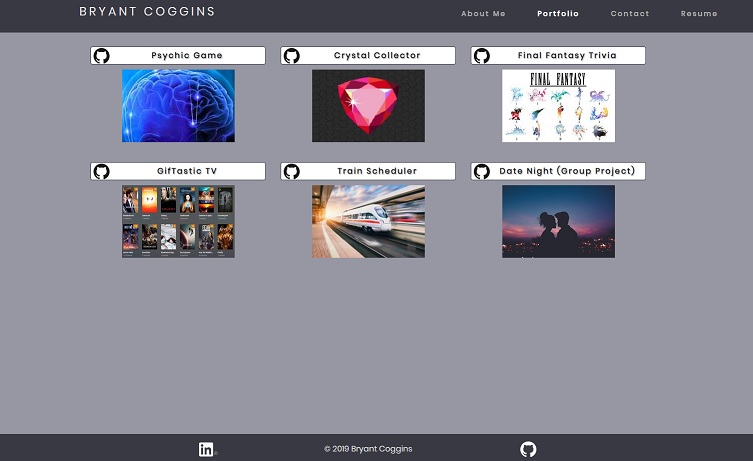 BRYANT COGGINS
About Me Portfolio Contact Resume
Psychic Game Crystal Collector Final Fantasy Trivia
FINAL FANTASY
GifTastic TV Train Scheduler Date Night (Group Project)
in
© 2019 Bryant Coggins